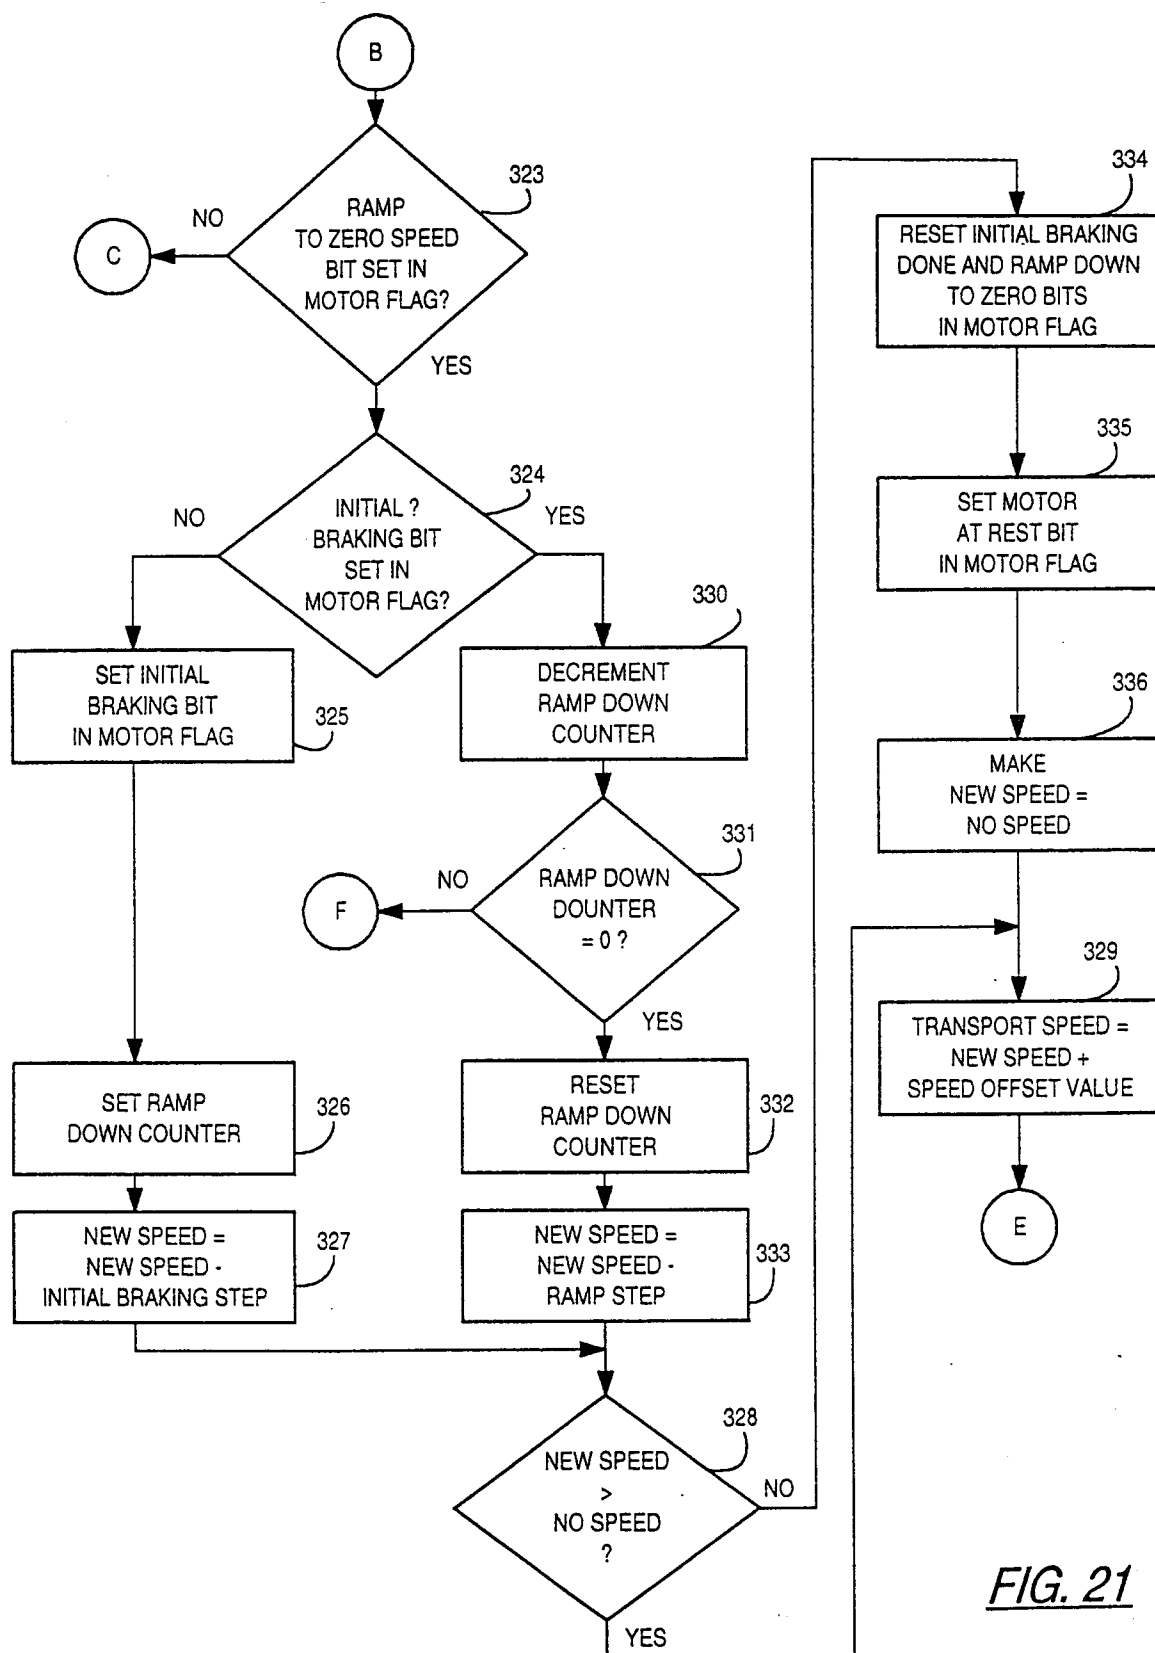 B
323
RAMP
TO ZERO SPEED
BIT SET IN
MOTOR FLAG?
NO
C
YES
324
INITIAL ?
BRAKING BIT
SET IN
MOTOR FLAG?
NO
YES
SET INITIAL
BRAKING BIT
IN MOTOR FLAG
325
330
DECREMENT
RAMP DOWN
COUNTER
331
RAMP DOWN
DOUNTER
= 0 ?
NO
F
YES
SET RAMP
DOWN COUNTER
326
RESET
RAMP DOWN
COUNTER
332
NEW SPEED =
NEW SPEED -
INITIAL BRAKING STEP
327
NEW SPEED =
NEW SPEED -
RAMP STEP
333
328
NEW SPEED
>
NO SPEED
?
NO
YES
334
RESET INITIAL BRAKING
DONE AND RAMP DOWN
TO ZERO BITS
IN MOTOR FLAG
335
SET MOTOR
AT REST BIT
IN MOTOR FLAG
336
MAKE
NEW SPEED =
NO SPEED
329
TRANSPORT SPEED =
NEW SPEED +
SPEED OFFSET VALUE
E
FIG. 21